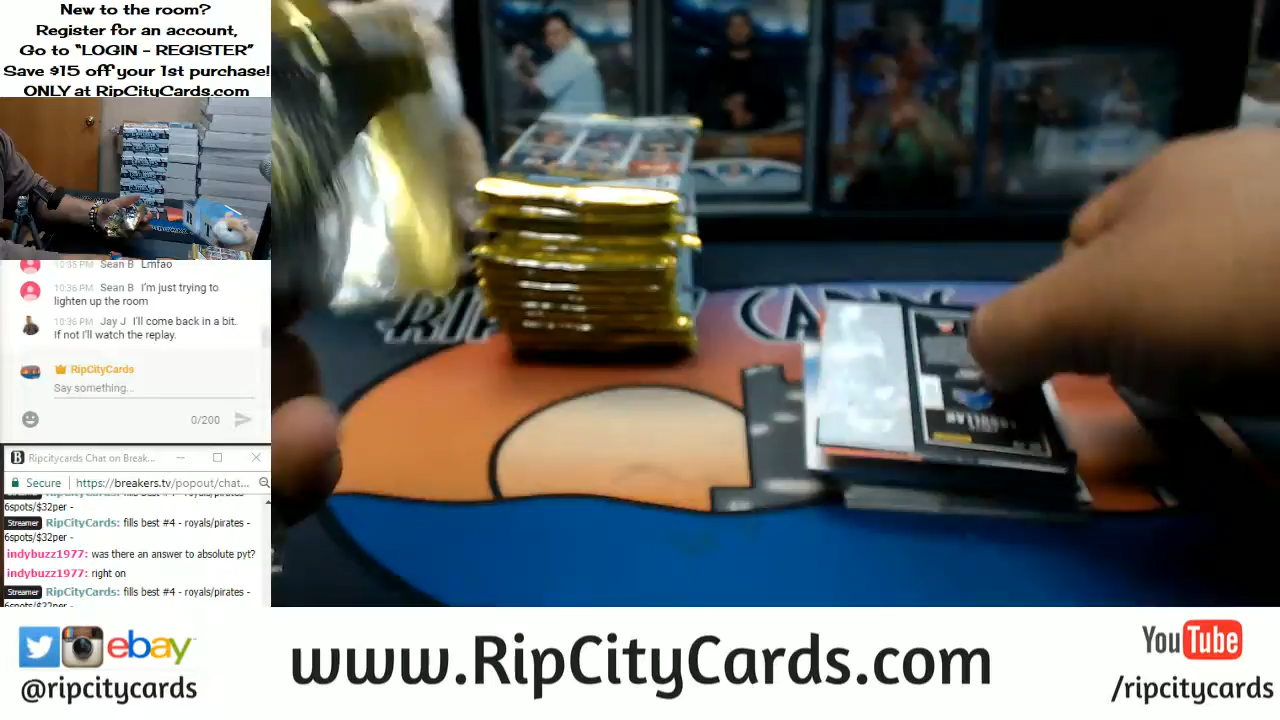 New to the room?
Register for an account,
Go to “LOGIN - REGISTER”
Save $15 off your 1st purchase!
ONLY at RipCityCards.com
10:35 PM Sean B Lmfao
10:36 PM Sean B I'm just trying to
lighten up the room
10:36 PM Jay J I'll come back in a bit.
If not I'll watch the replay.
RipCityCards
Say something...
0/200
Ripcitycards Chat on Break...
Secure https://breakers.tv/popout/chat...
6spots/$32per -
Streamer RipCityCards: fills best #4 - royals/pirates -
6spots/$32per -
indybuzz1977: was there an answer to absolute pyt?
indybuzz1977: right on
Streamer RipCityCards: fills best #4 - royals/pirates -
6spots/$32per -
ebay
@ripcitycards
www.RipCityCards.com
YouTube
/ripcitycards